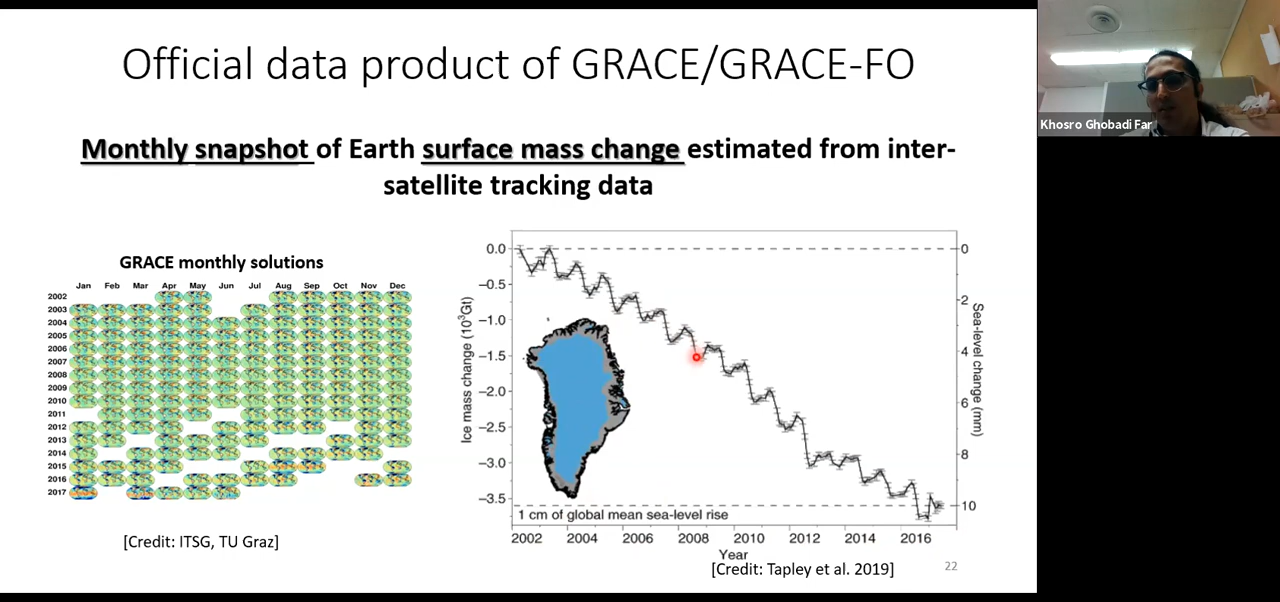 Official data product of GRACE/GRACE-FO
Khosro Ghobadi Far
Monthly snapshot of Earth surface mass change estimated from inter-
satellite tracking data
GRACE monthly solutions
Jan Feb Mar Apr May Jun Jul Aug Sep Oct Nov Dec
2002
2003
2004
2005
2006
2007
2008
2009
2010
2011
2012
2013
2014
2015
2016
2017
[Credit: ITSG, TU Graz]
Ice mass change (10³Gt)
0.0
−0.5
−1.0
−1.5
−2.0
−2.5
−3.0
−3.5
0
2
4
6
8
10
Sea-level change (mm)
1 cm of global mean sea-level rise
2002 2004 2006 2008 2010 2012 2014 2016
Year
[Credit: Tapley et al. 2019]
22